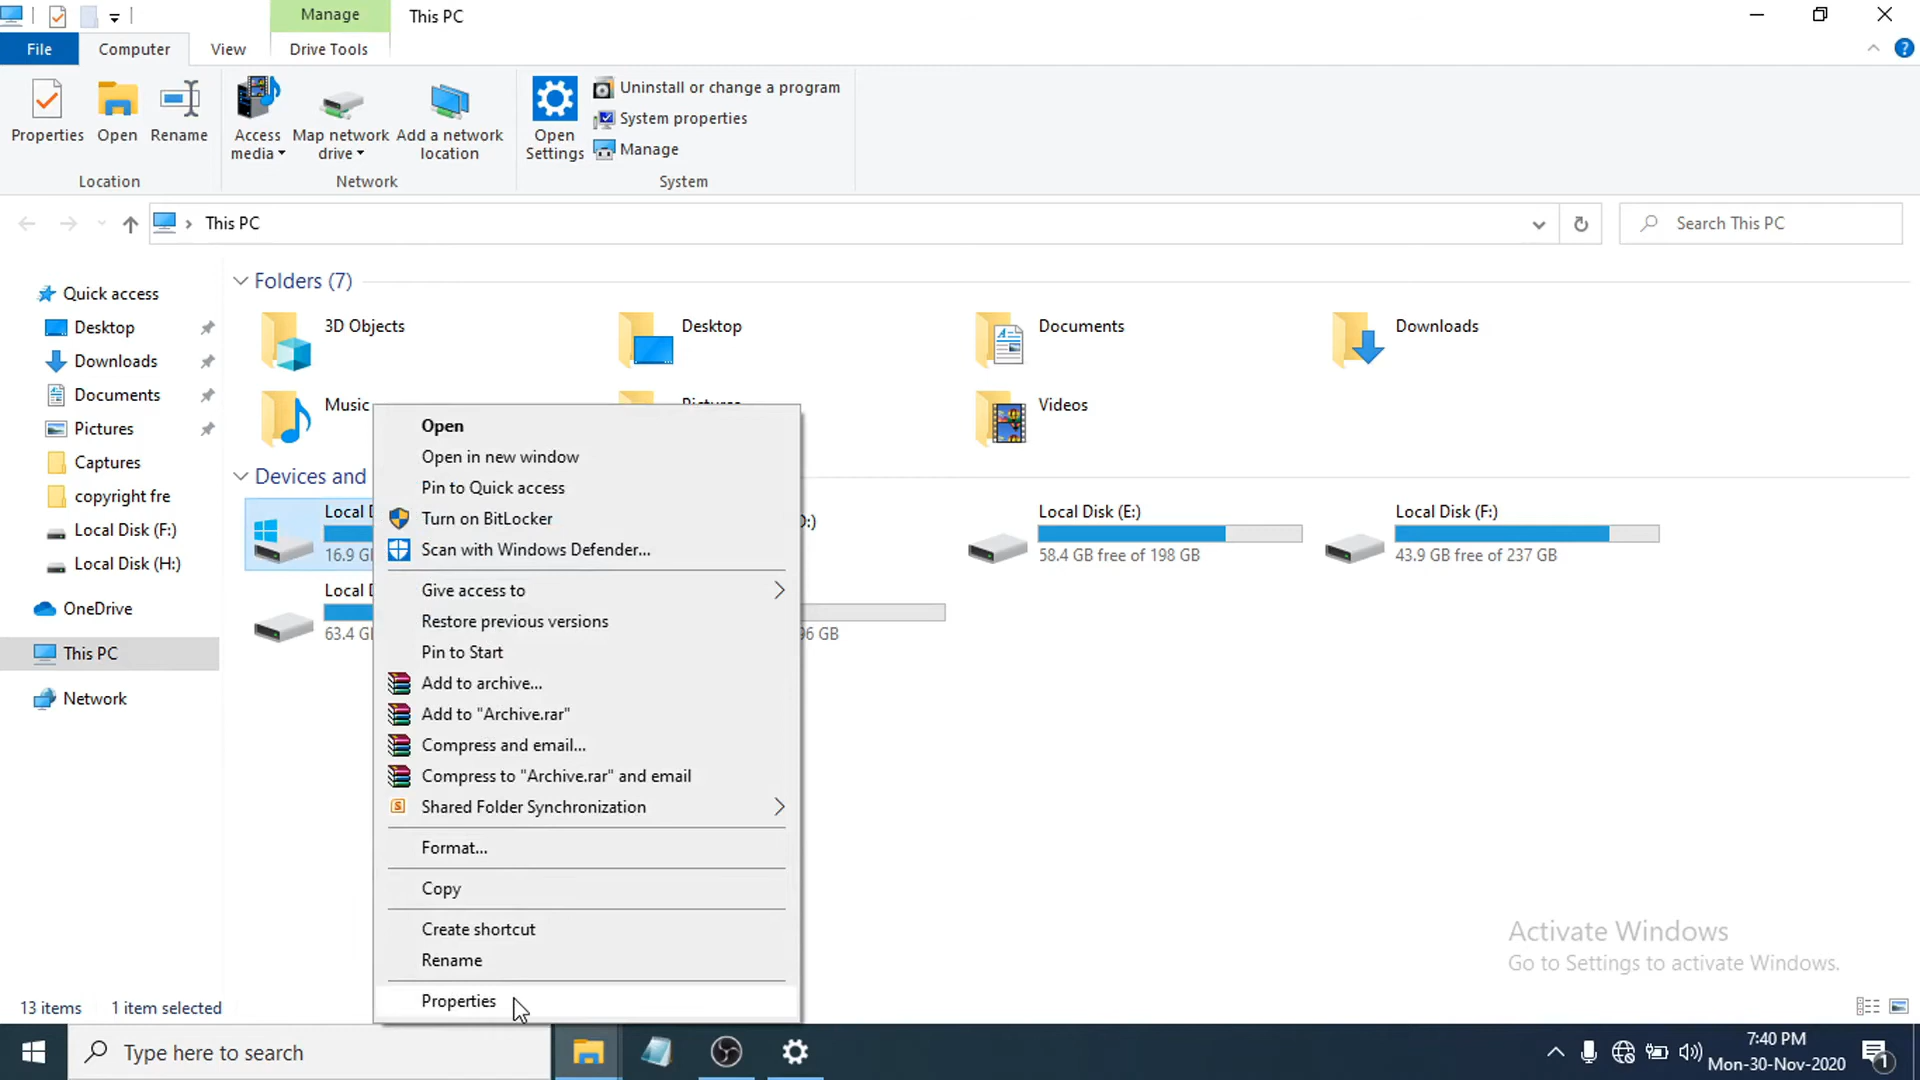 Manage
This PC
File
Computer
View
Drive Tools
Properties
Open
Rename
Access media
Map network drive
Add a network location
Open Settings
Uninstall or change a program
System properties
Manage
Location
Network
System
This PC
Search This PC
Quick access
Desktop
Downloads
Documents
Pictures
Captures
copyright fre
Local Disk (F:)
Local Disk (H:)
OneDrive
This PC
Network
Folders (7)
3D Objects
Desktop
Documents
Downloads
Music
Pictures
Videos
Devices and
Local D
16.9 G
:)
Local Disk (E:)
58.4 GB free of 198 GB
Local Disk (F:)
43.9 GB free of 237 GB
Local D
63.4 G
96 GB
Open
Open in new window
Pin to Quick access
Turn on BitLocker
Scan with Windows Defender...
Give access to
Restore previous versions
Pin to Start
Add to archive...
Add to "Archive.rar"
Compress and email...
Compress to "Archive.rar" and email
Shared Folder Synchronization
Format...
Copy
Create shortcut
Rename
Properties
Activate Windows
Go to Settings to activate Windows.
13 items
1 item selected
Type here to search
7:40 PM
Mon-30-Nov-2020
1